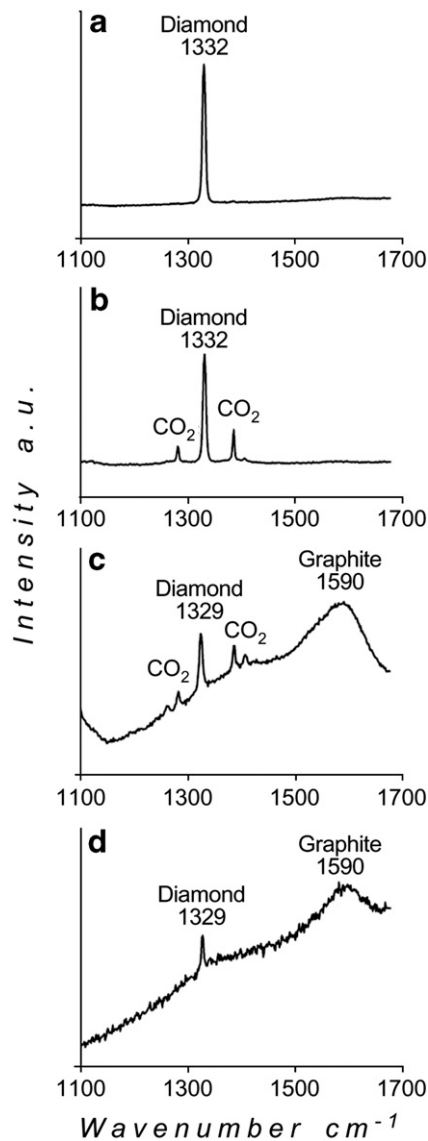 a
Diamond
1332
1100 1300 1500 1700
b
Diamond
1332
CO₂ CO₂
1100 1300 1500 1700
c
Graphite
1590
Diamond
1329
CO₂ CO₂
1100 1300 1500 1700
d
Graphite
1590
Diamond
1329
1100 1300 1500 1700
Intensity a.u.
Wavenumber cm⁻¹